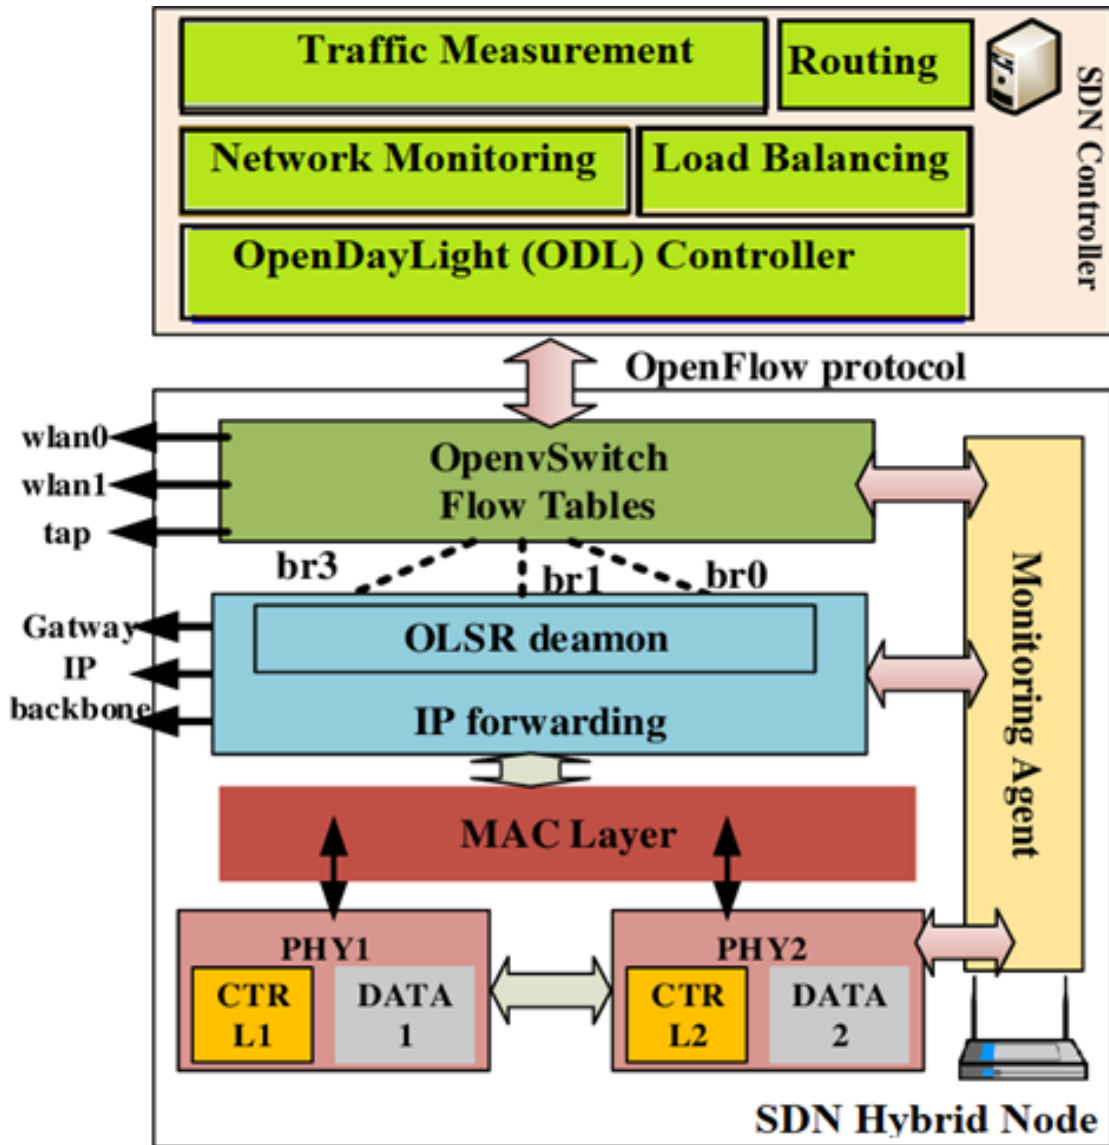 Traffic Measurement
Routing
SDN Controller
Network Monitoring
Load Balancing
OpenDayLight (ODL) Controller
OpenFlow protocol
wlan0
wlan1
tap
OpenvSwitch
Flow Tables
br3
br1
br0
Gatway
IP
backbone
OLSR deamon
IP forwarding
Monitoring Agent
MAC Layer
PHY1
CTR
L1
DATA
1
PHY2
CTR
L2
DATA
2
SDN Hybrid Node